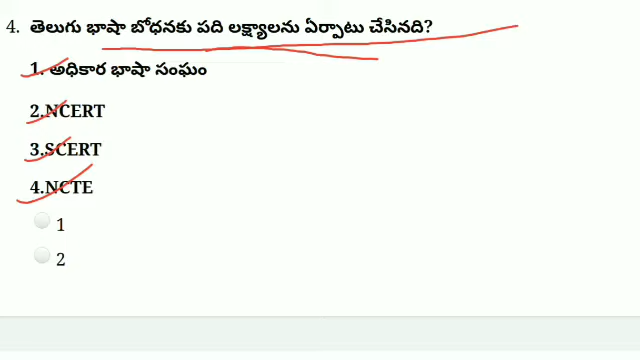 4. తెలుగు భాషా బోధనకు పది లక్ష్యాలను ఏర్పాటు చేసినది?
1. అధికార భాషా సంఘం
2.NCERT
3.SCERT
4.NCTE
1
2